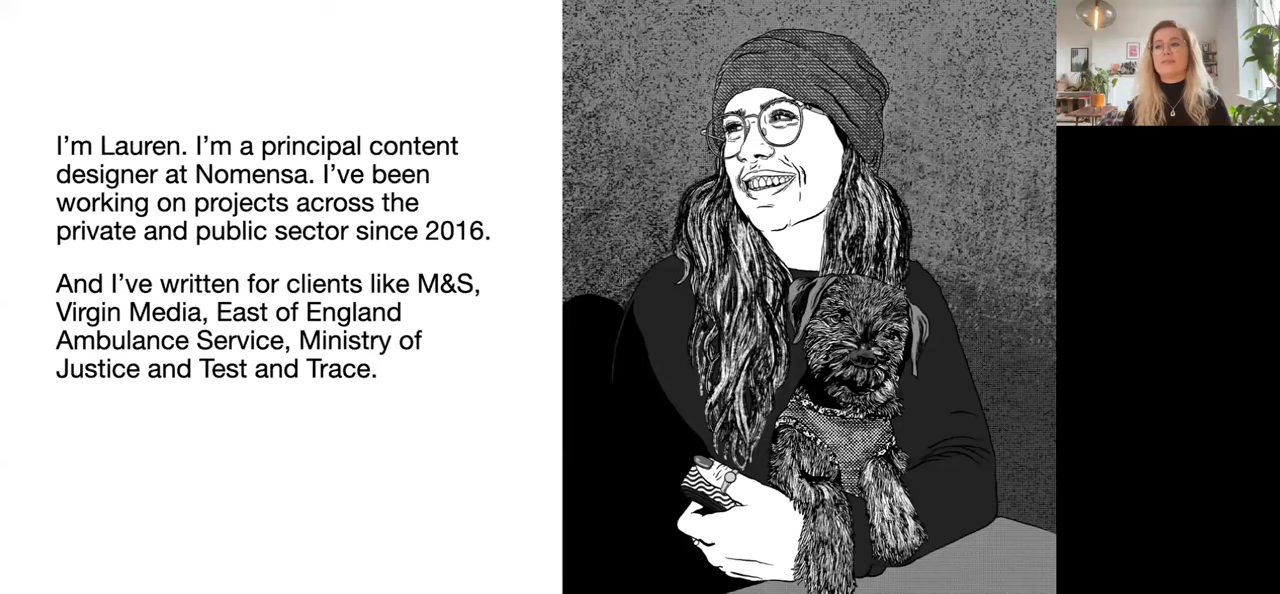 I’m Lauren. I’m a principal content
designer at Nomensa. I’ve been
working on projects across the
private and public sector since 2016.
And I’ve written for clients like M&S,
Virgin Media, East of England
Ambulance Service, Ministry of
Justice and Test and Trace.